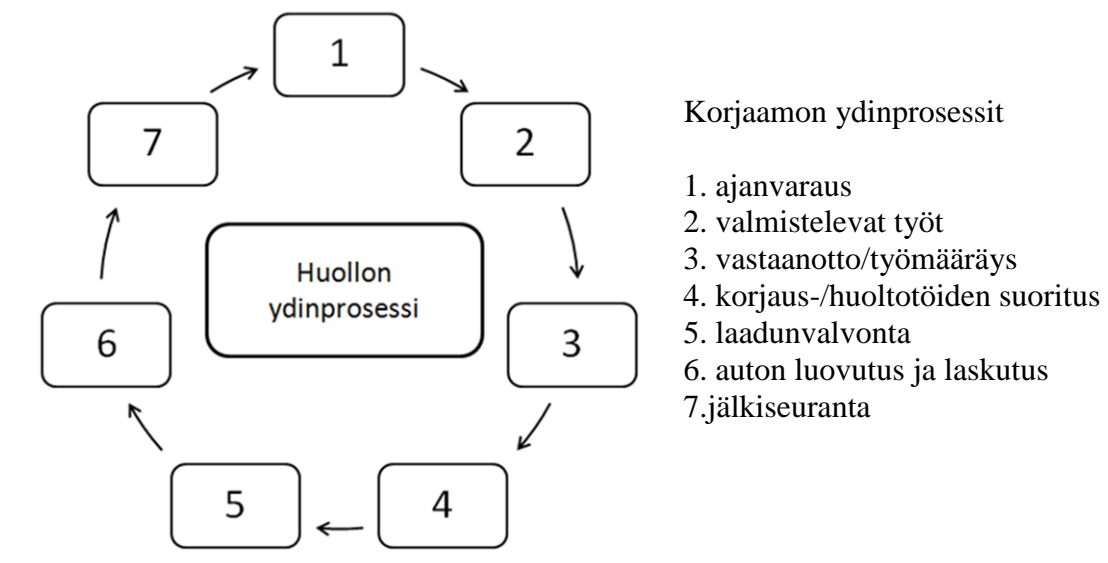 1
2
3
4
5
6
7
Huollon
ydinprosessi
Korjaamon ydinprosessit
1. ajanvaraus
2. valmistelevat työt
3. vastaanotto/työmääräys
4. korjaus-/huoltotöiden suoritus
5. laadunvalvonta
6. auton luovutus ja laskutus
7.jälkiseuranta